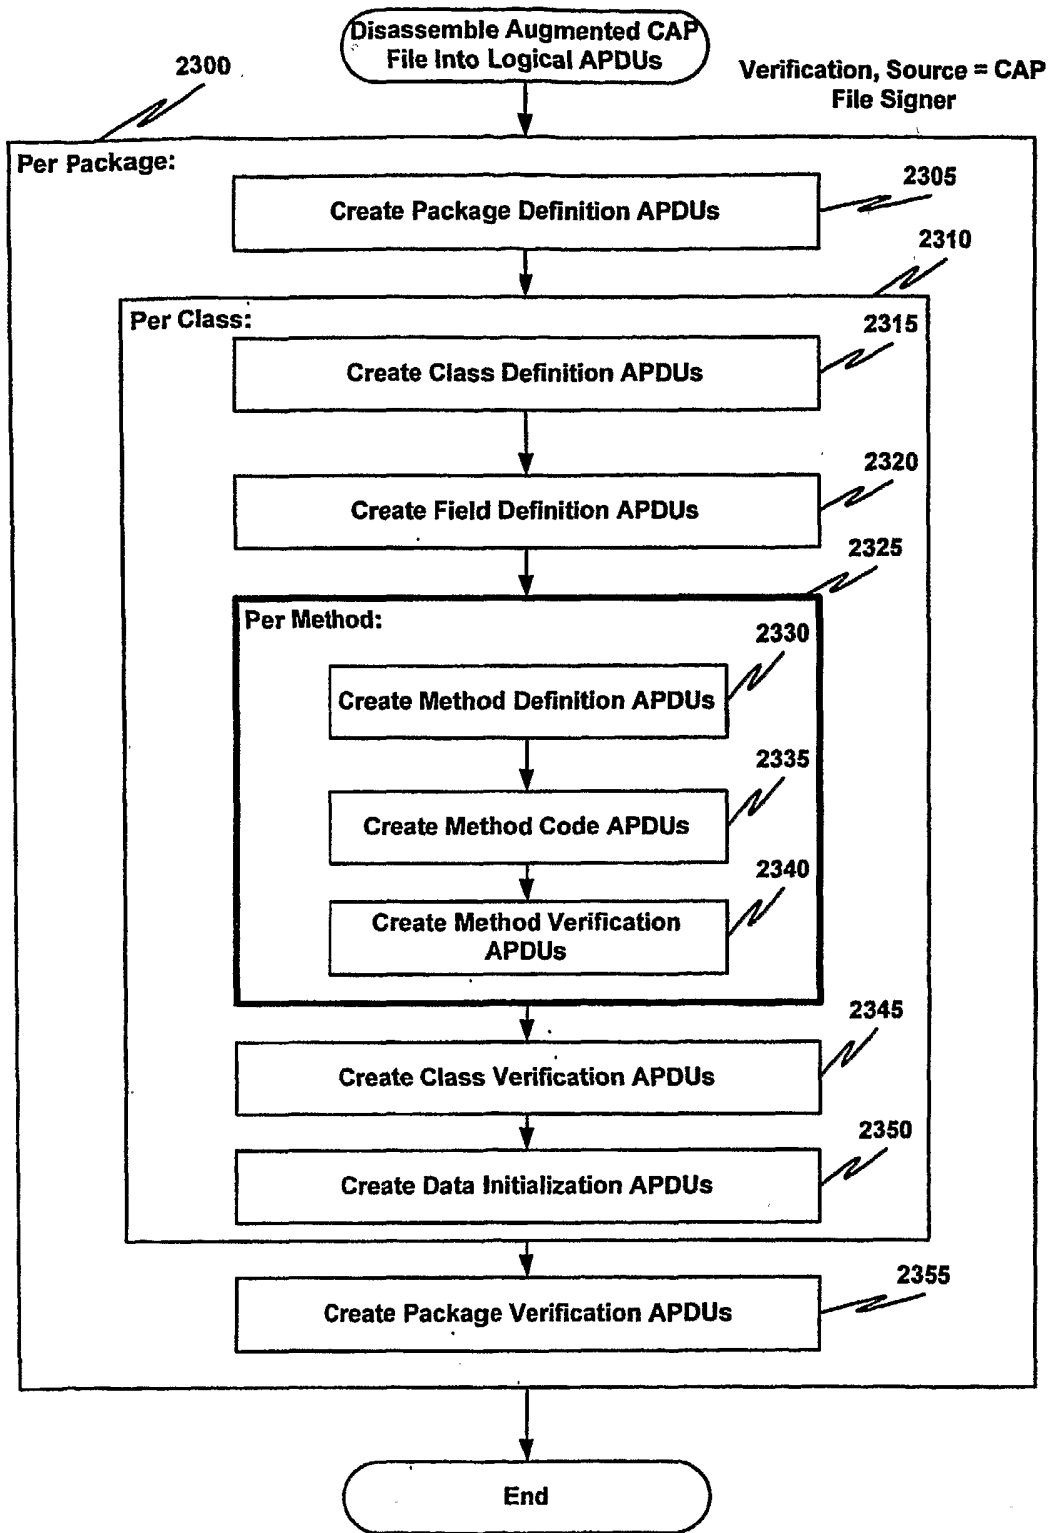 Disassemble Augmented CAP
File Into Logical APDUs
2300
Verification, Source = CAP
File Signer
Per Package:
2305
Create Package Definition APDUs
2310
Per Class:
2315
Create Class Definition APDUs
2320
Create Field Definition APDUs
2325
Per Method:
2330
Create Method Definition APDUs
2335
Create Method Code APDUs
2340
Create Method Verification
APDUs
2345
Create Class Verification APDUs
2350
Create Data Initialization APDUs
2355
Create Package Verification APDUs
End